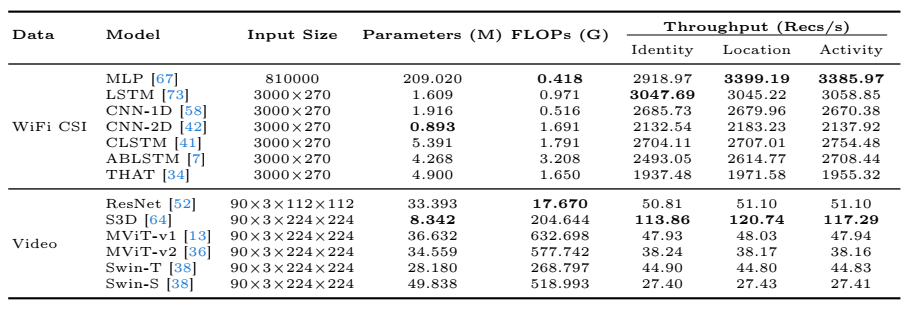 Data Model Input Size Parameters (M) FLOPs (G) Throughput (Recs/s)
Identity Location Activity
WiFi CSI
MLP [67] 810000 209.020 0.418 2918.97 3399.19 3385.97
LSTM [73] 3000×270 1.609 0.971 3047.69 3045.22 3058.85
CNN-1D [58] 3000×270 1.916 0.516 2685.73 2679.96 2670.38
CNN-2D [42] 3000×270 0.893 1.691 2132.54 2183.23 2137.92
CLSTM [41] 3000×270 5.391 1.791 2704.11 2707.01 2754.48
ABLSTM [7] 3000×270 4.268 3.208 2493.05 2614.77 2708.44
THAT [34] 3000×270 4.900 1.650 1937.48 1971.58 1955.32
Video
ResNet [52] 90×3×112×112 33.393 17.670 50.81 51.10 51.10
S3D [64] 90×3×224×224 8.342 204.644 113.86 120.74 117.29
MViT-v1 [13] 90×3×224×224 36.632 632.698 47.93 48.03 47.94
MViT-v2 [36] 90×3×224×224 34.559 577.742 38.24 38.17 38.16
Swin-T [38] 90×3×224×224 28.180 268.797 44.90 44.80 44.83
Swin-S [38] 90×3×224×224 49.838 518.993 27.40 27.43 27.41